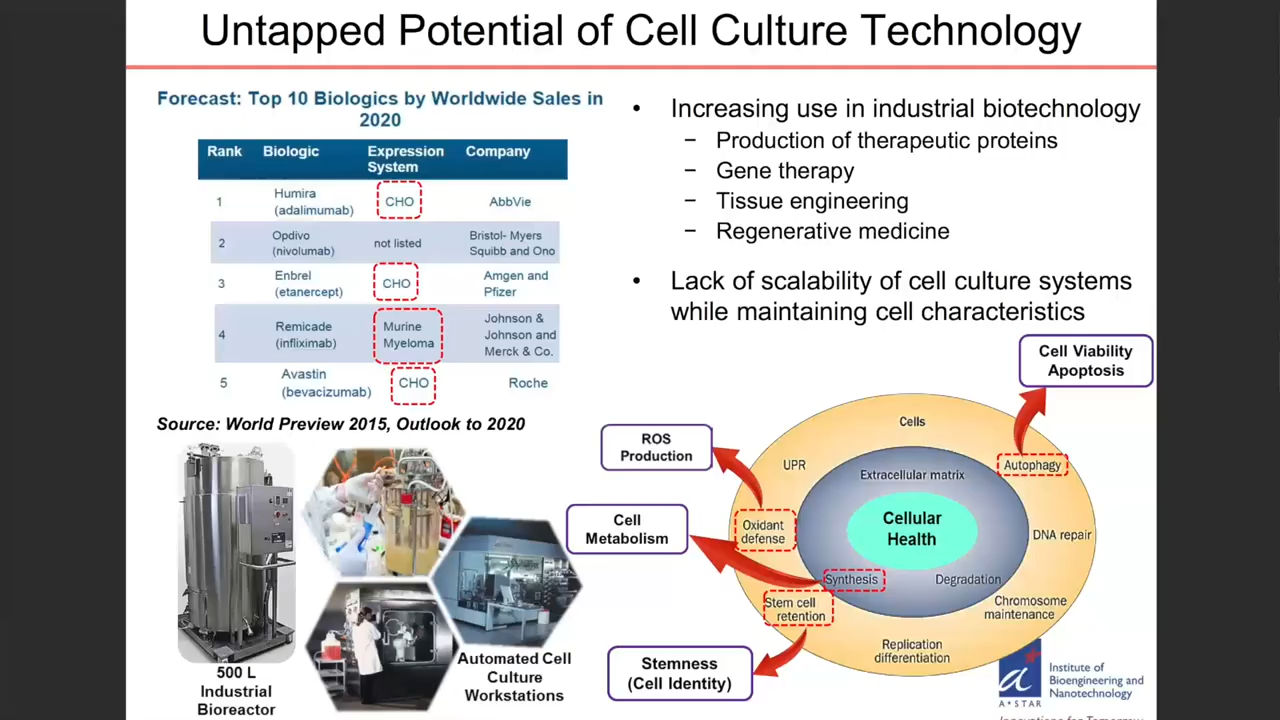 Untapped Potential of Cell Culture Technology
Forecast: Top 10 Biologics by Worldwide Sales in
2020
Rank Biologic Expression System Company
1 Humira (adalimumab) CHO AbbVie
2 Opdivo (nivolumab) not listed Bristol- Myers Squibb and Ono
3 Enbrel (etanercept) CHO Amgen and Pfizer
4 Remicade (infliximab) Murine Myeloma Johnson & Johnson and Merck & Co.
5 Avastin (bevacizumab) CHO Roche
Source: World Preview 2015, Outlook to 2020
500 L
Industrial
Bioreactor
Automated Cell
Culture
Workstations
• Increasing use in industrial biotechnology
− Production of therapeutic proteins
− Gene therapy
− Tissue engineering
− Regenerative medicine
• Lack of scalability of cell culture systems
while maintaining cell characteristics
Cell Viability
Apoptosis
ROS
Production
Cell
Metabolism
Stemness
(Cell Identity)
Cells
UPR
Extracellular matrix
Autophagy
Oxidant
defense
Cellular
Health
DNA repair
Synthesis
Degradation
Stem cell
retention
Chromosome
maintenance
Replication
differentiation
A★STAR
Institute of
Bioengineering and
Nanotechnology
Innovations for Tomorrow